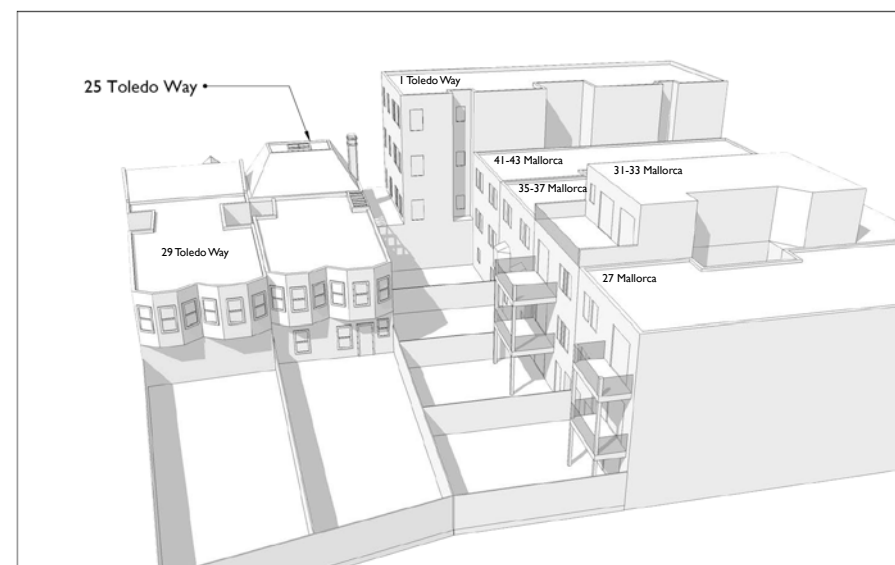 1 Toledo Way
25 Toledo Way
41-43 Mallorca
31-33 Mallorca
35-37 Mallorca
29 Toledo Way
27 Mallorca